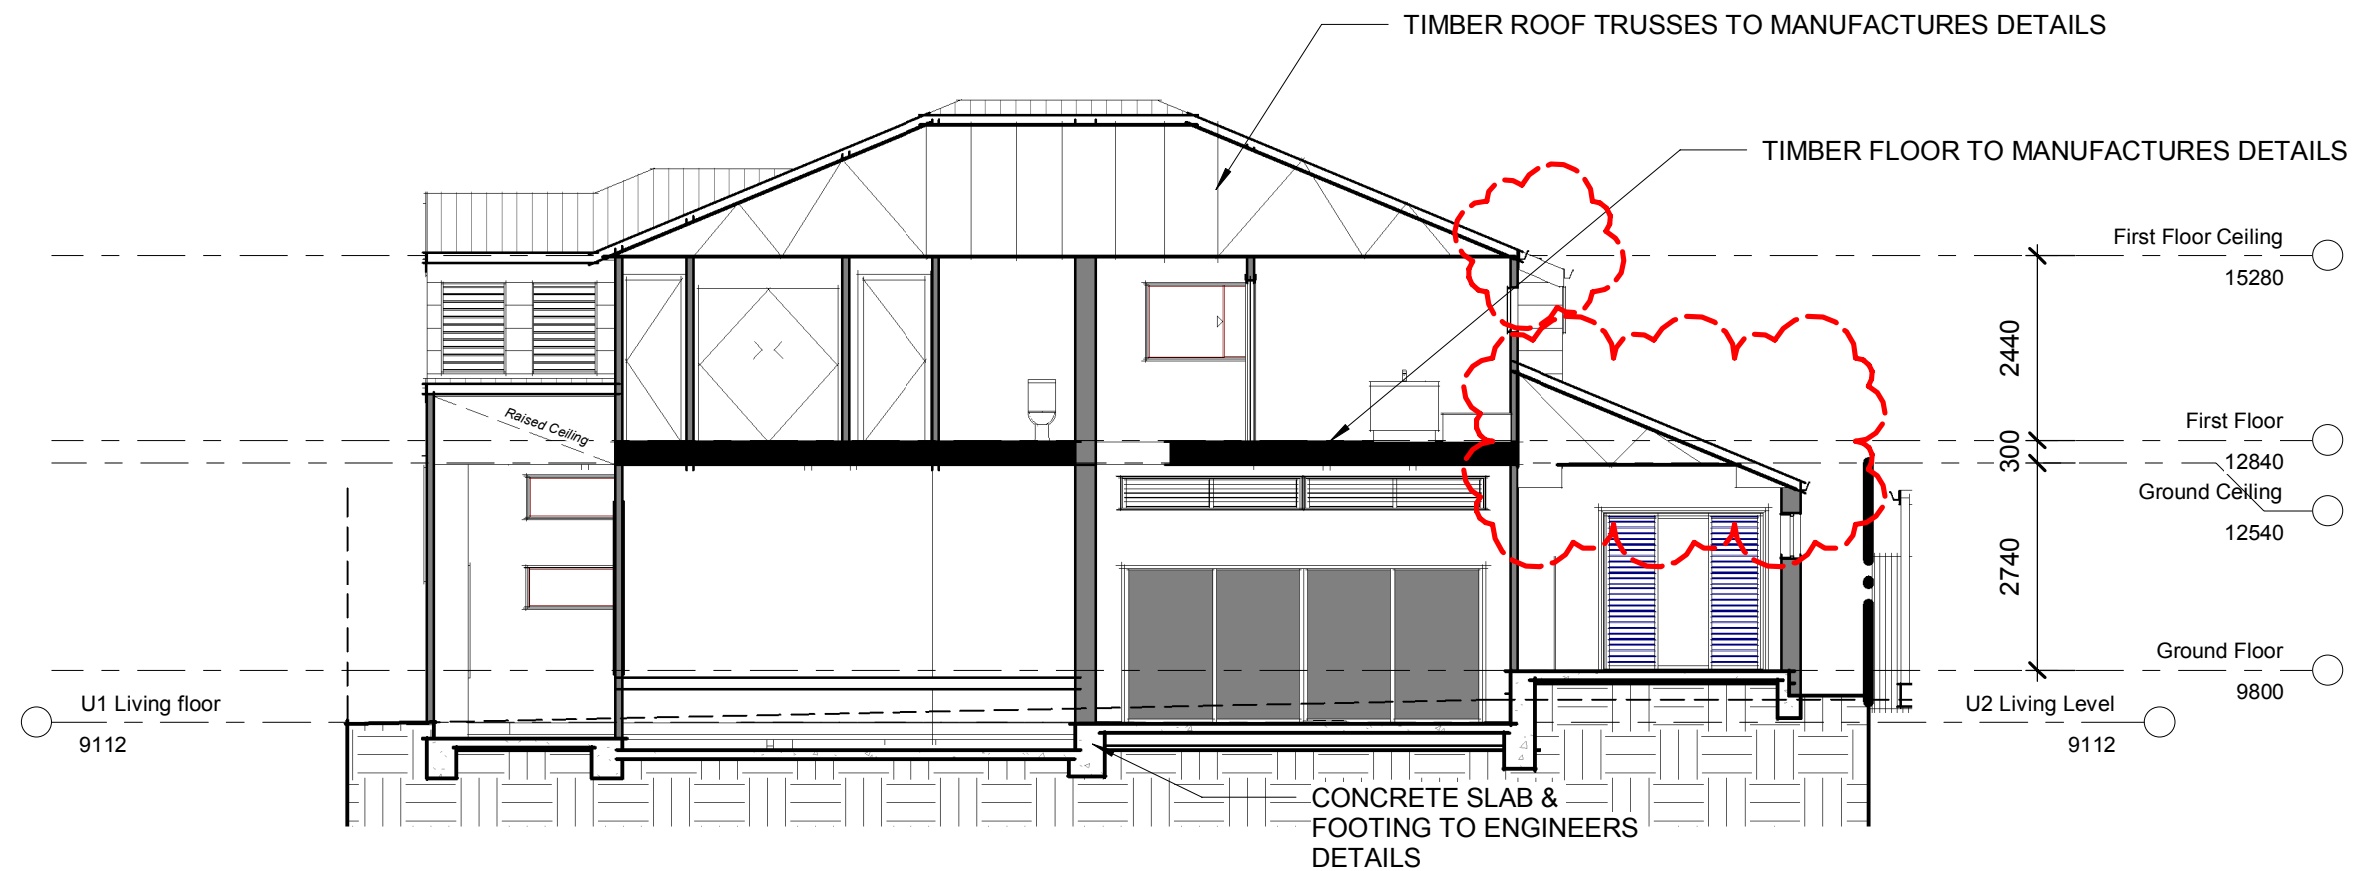 TIMBER ROOF TRUSSES TO MANUFACTURES DETAILS
TIMBER FLOOR TO MANUFACTURES DETAILS
First Floor Ceiling
15280
2440
Raised Ceiling
First Floor
12840
300
Ground Ceiling
12540
2740
Ground Floor
9800
U1 Living floor
9112
U2 Living Level
9112
CONCRETE SLAB &
FOOTING TO ENGINEERS
DETAILS